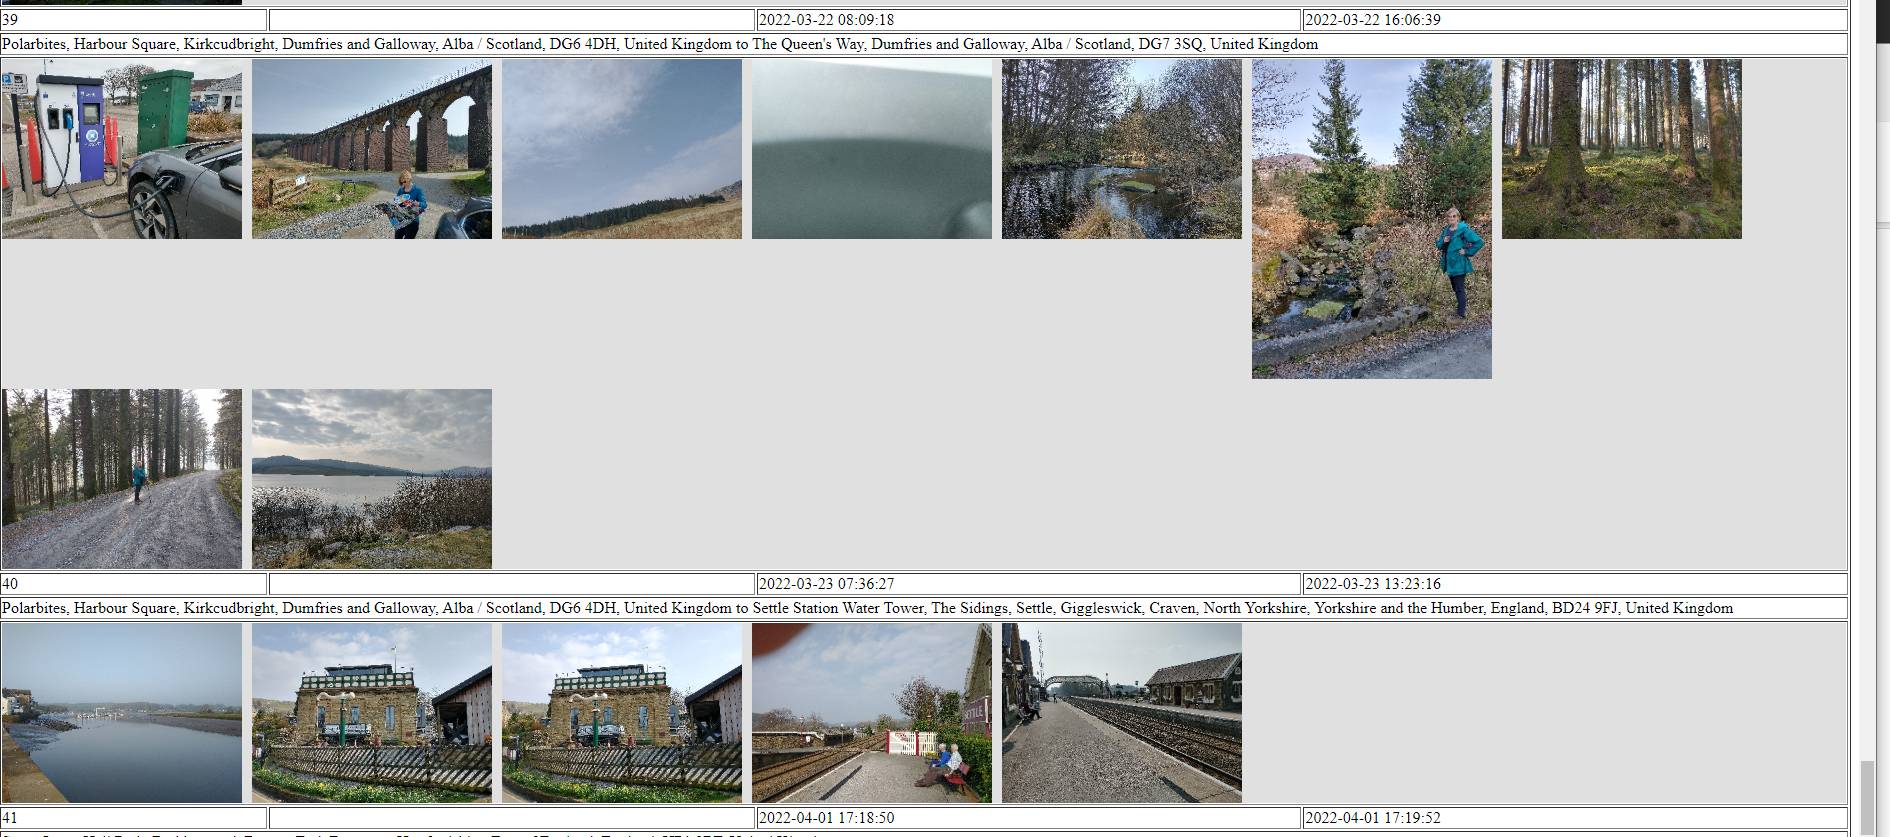 39 2022-03-22 08:09:18 2022-03-22 16:06:39
Polarbites, Harbour Square, Kirkcudbright, Dumfries and Galloway, Alba / Scotland, DG6 4DH, United Kingdom to The Queen's Way, Dumfries and Galloway, Alba / Scotland, DG7 3SQ, United Kingdom
40 2022-03-23 07:36:27 2022-03-23 13:23:16
Polarbites, Harbour Square, Kirkcudbright, Dumfries and Galloway, Alba / Scotland, DG6 4DH, United Kingdom to Settle Station Water Tower, The Sidings, Settle, Giggleswick, Craven, North Yorkshire, Yorkshire and the Humber, England, BD24 9FJ, United Kingdom
SETTLE
41 2022-04-01 17:18:50 2022-04-01 17:19:52